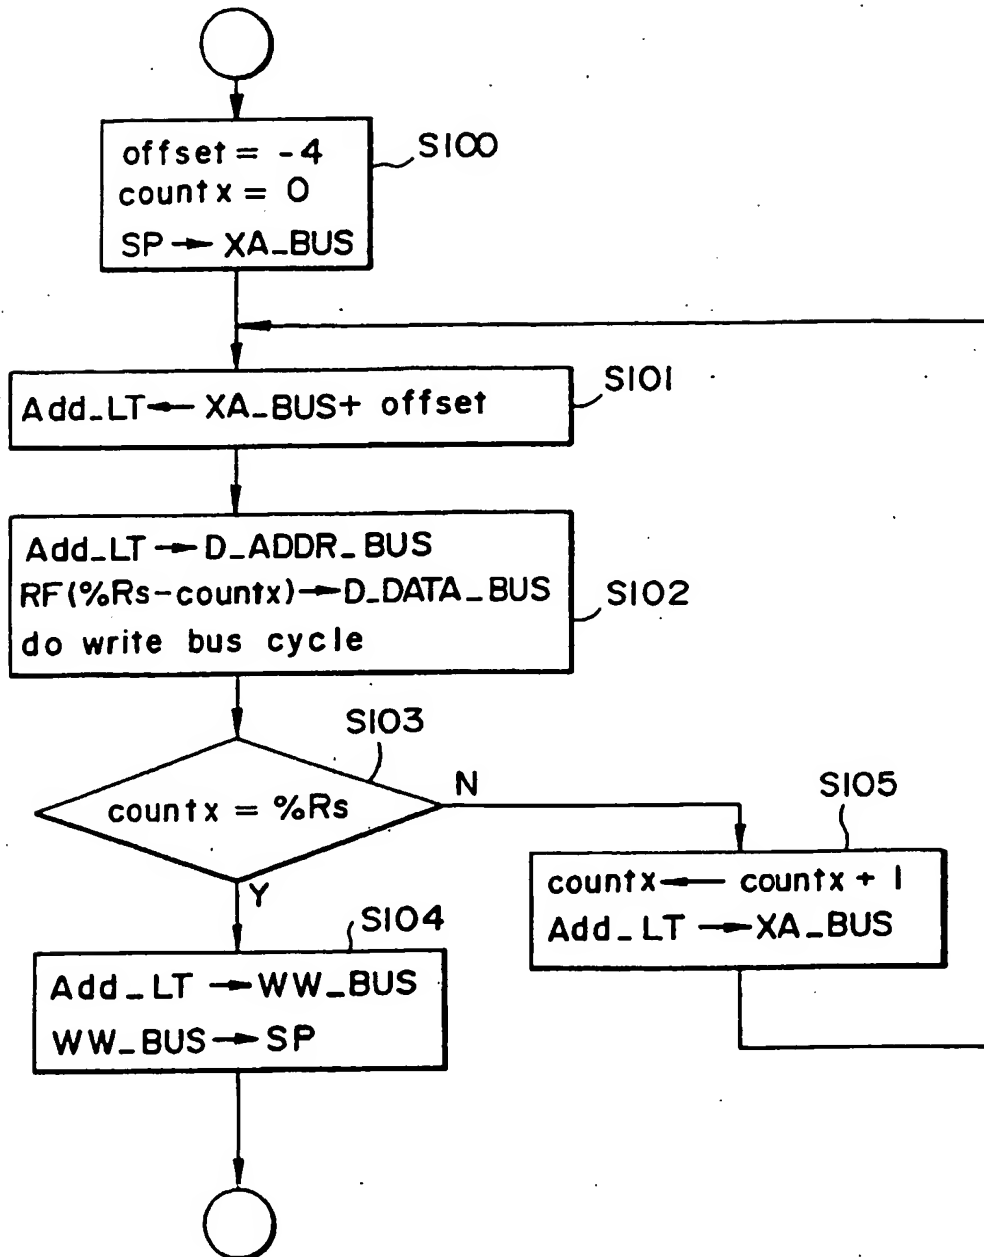 offset = -4
countx = 0
SP → XA_BUS
S100
Add_LT ← XA_BUS + offset
S101
Add_LT → D_ADDR_BUS
RF(%Rs-countx) → D_DATA_BUS
do write bus cycle
S102
S103
countx = %Rs
N
Y
S105
countx ← countx + 1
Add_LT → XA_BUS
S104
Add_LT → WW_BUS
WW_BUS → SP